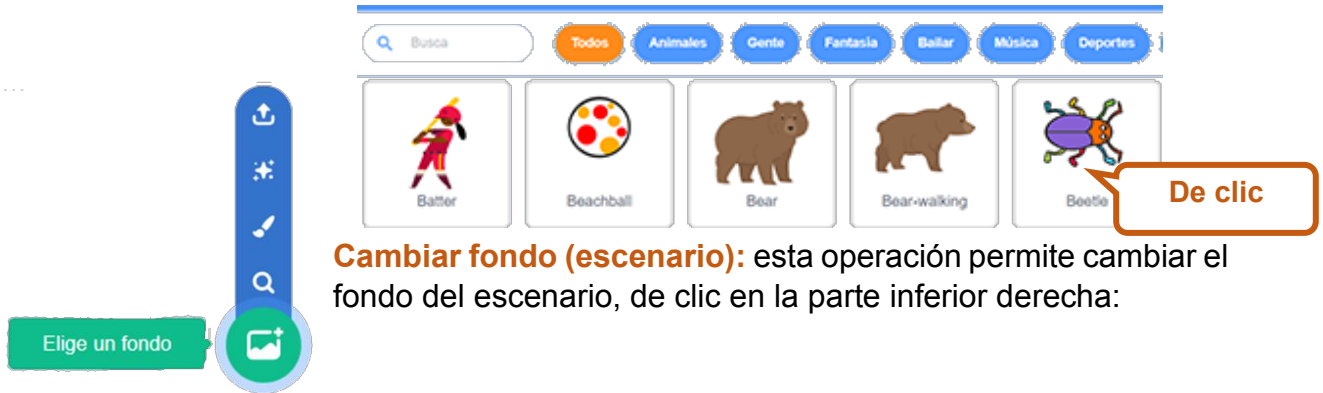 Busca Todos Animales Gente Fantasía Bailar Música Deportes
Batter Beachball Bear Bear-walking Beetle
De clic
Cambiar fondo (escenario): esta operación permite cambiar el
fondo del escenario, de clic en la parte inferior derecha:
Elige un fondo